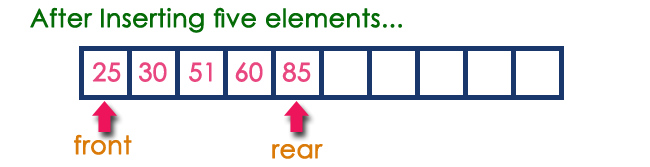 After Inserting five elements...
25 30 51 60 85
front rear